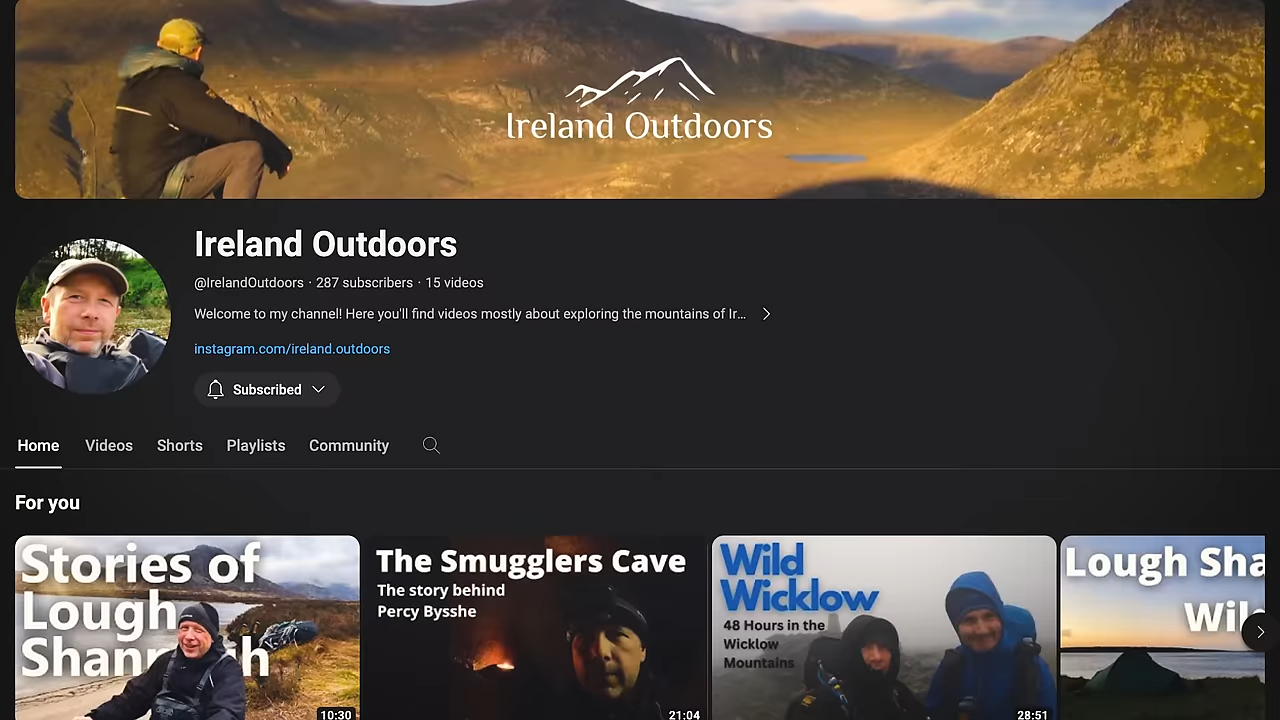 Ireland Outdoors
Ireland Outdoors
@IrelandOutdoors · 287 subscribers · 15 videos
Welcome to my channel! Here you'll find videos mostly about exploring the mountains of Ir...
instagram.com/ireland.outdoors
Subscribed
Home Videos Shorts Playlists Community
For you
Stories of
Lough
10:30
The Smugglers Cave
The story behind
Percy Bysshe
21:04
Wild
Wicklow
48 Hours in the
Wicklow
Mountains
28:51
Lough Sha
Wil